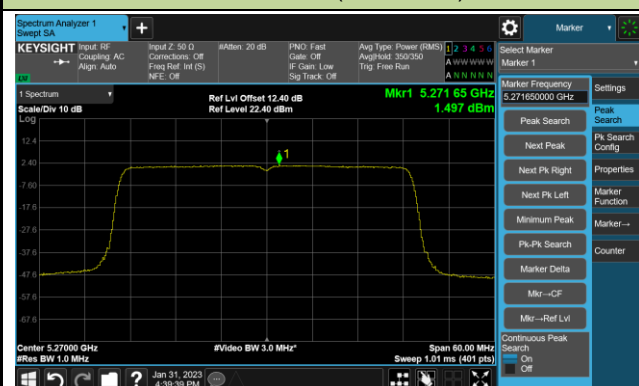 Spectrum Analyzer 1
Swept SA
Marker
KEYSIGHT
Input: RF
Coupling: AC
Align: Auto
Input Z: 50 Ω
Corrections: Off
Freq Ref: Int (S)
NFE: Off
#Atten: 20 dB
PNO: Fast
Gate: Off
IF Gain: Low
Sig Track: Off
Avg Type: Power (RMS)
Avg|Hold: 350/350
Trig: Free Run
1 2 3 4 5 6
A W W W W W
A N N N N N
Select Marker
Marker 1
1 Spectrum
Scale/Div 10 dB
Log
Ref Lvl Offset 12.40 dB
Ref Level 22.40 dBm
Mkr1 5.271 65 GHz
1.497 dBm
12.4
2.40
-7.60
-17.6
-27.6
-37.6
-47.6
-57.6
-67.6
1
Center 5.27000 GHz
#Res BW 1.0 MHz
#Video BW 3.0 MHz*
Span 60.00 MHz
Sweep 1.01 ms (401 pts)
Marker Frequency
5.271650000 GHz
Peak Search
Next Peak
Next Pk Right
Next Pk Left
Minimum Peak
Pk-Pk Search
Marker Delta
Mkr→CF
Mkr→Ref Lvl
Continuous Peak
Search
On
Off
Settings
Peak
Search
Pk Search
Config
Properties
Marker
Function
Marker→
Counter
?
Jan 31, 2023
4:39:39 PM